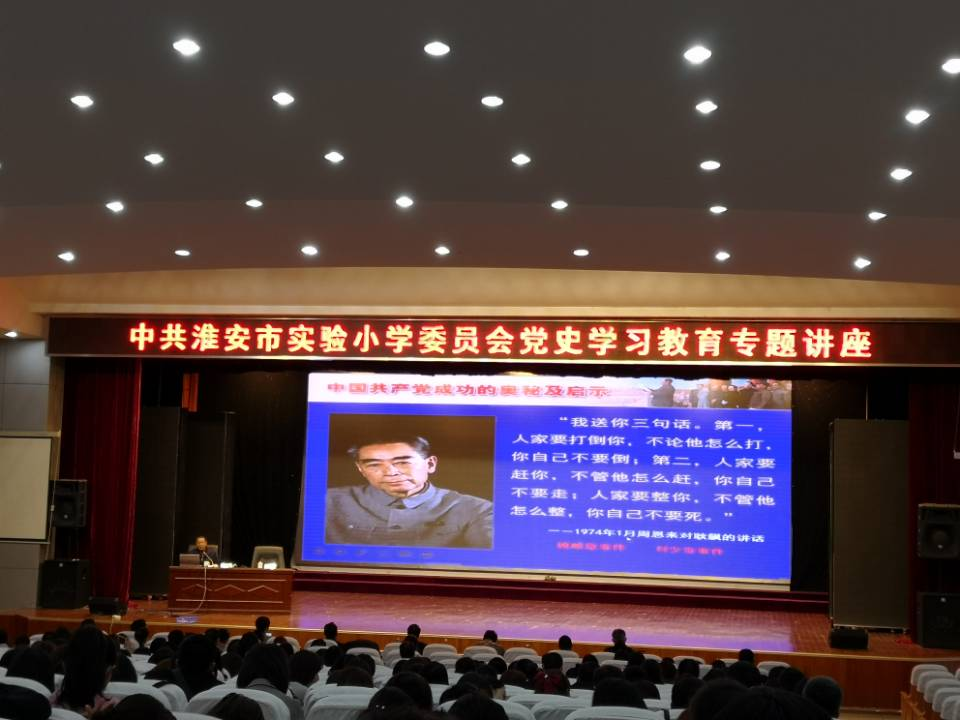 中共淮安市实验小学委员会党史学习教育专题讲座
中国共产党成功的奥秘及启示
“我送你三句话。第一，
人家要打倒你，不论他怎么打，
你自己不要倒；第二，人家要
赶你，不管他怎么赶，你自己
不要走；人家要整你，不管他
怎么整，你自己不要死。”
——1974年1月周恩来对耿飚的讲话